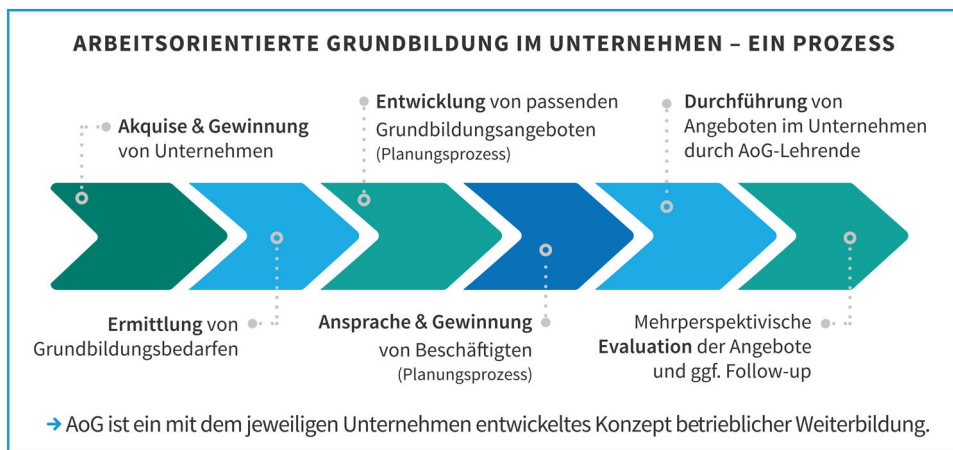 ARBEITSORIENTIERTE GRUNDBILDUNG IM UNTERNEHMEN – EIN PROZESS
Akquise & Gewinnung
von Unternehmen
Ermittlung von
Grundbildungsbedarfen
Entwicklung von passenden
Grundbildungsangeboten
(Planungsprozess)
Ansprache & Gewinnung
von Beschäftigten
(Planungsprozess)
Durchführung von
Angeboten im Unternehmen
durch AoG-Lehrende
Mehrperspektivische
Evaluation der Angebote
und ggf. Follow-up
→ AoG ist ein mit dem jeweiligen Unternehmen entwickeltes Konzept betrieblicher Weiterbildung.